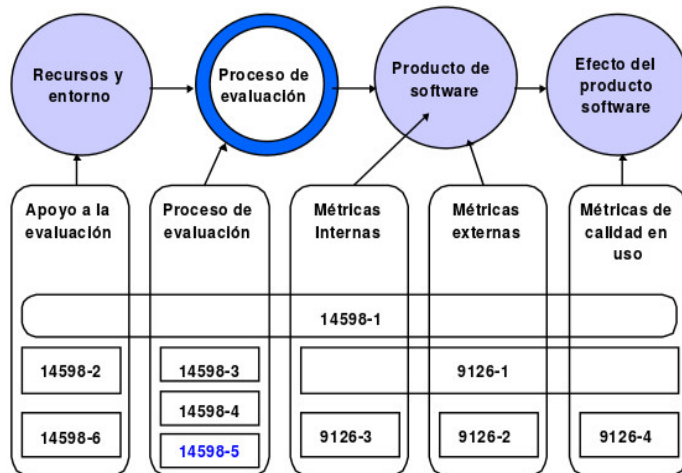 Recursos y
entorno
Proceso de
evaluación
Producto de
software
Efecto del
producto
software
Apoyo a la
evaluación
Proceso de
evaluación
Métricas
Internas
Métricas
externas
Métricas de
calidad en
uso
14598-1
14598-2
14598-3
9126-1
14598-4
14598-6
14598-5
9126-3
9126-2
9126-4